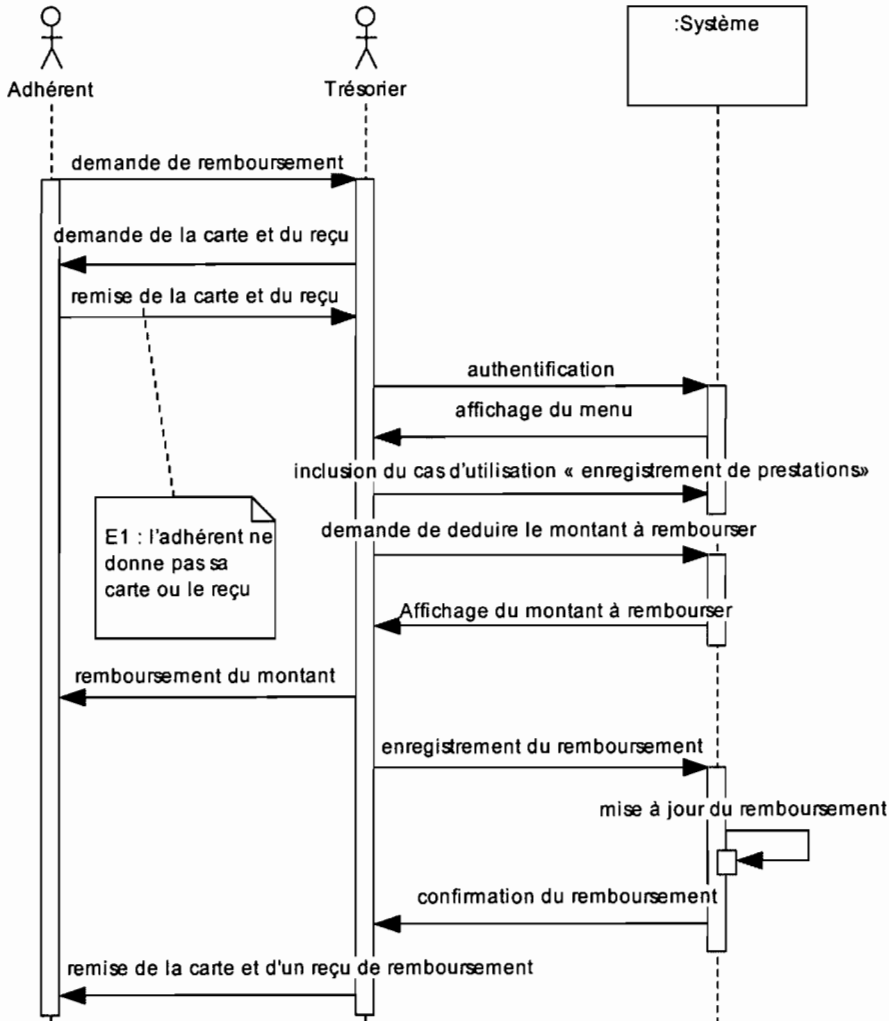 :Système
Adhérent
Trésorier
demande de remboursement
demande de la carte et du reçu
remise de la carte et du reçu
authentification
affichage du menu
inclusion du cas d'utilisation « enregistrement de prestations»
E1 : l'adhérent ne
donne pas sa
carte ou le reçu
demande de deduire le montant à rembourser
Affichage du montant à rembourser
remboursement du montant
enregistrement du remboursement
mise à jour du remboursement
confirmation du remboursement
remise de la carte et d'un reçu de remboursement